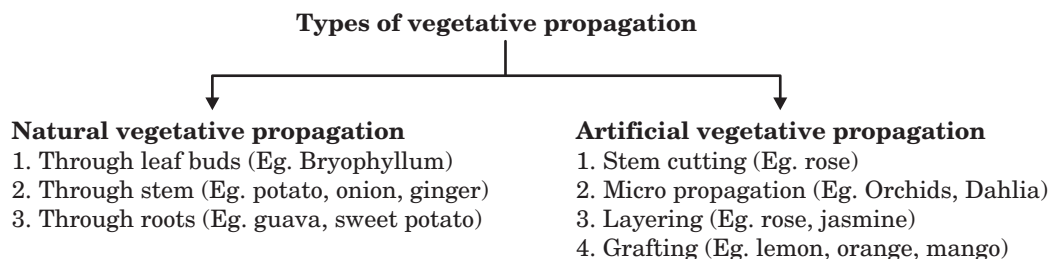 Types of vegetative propagation
Natural vegetative propagation
1. Through leaf buds (Eg. Bryophyllum)
2. Through stem (Eg. potato, onion, ginger)
3. Through roots (Eg. guava, sweet potato)
Artificial vegetative propagation
1. Stem cutting (Eg. rose)
2. Micro propagation (Eg. Orchids, Dahlia)
3. Layering (Eg. rose, jasmine)
4. Grafting (Eg. lemon, orange, mango)